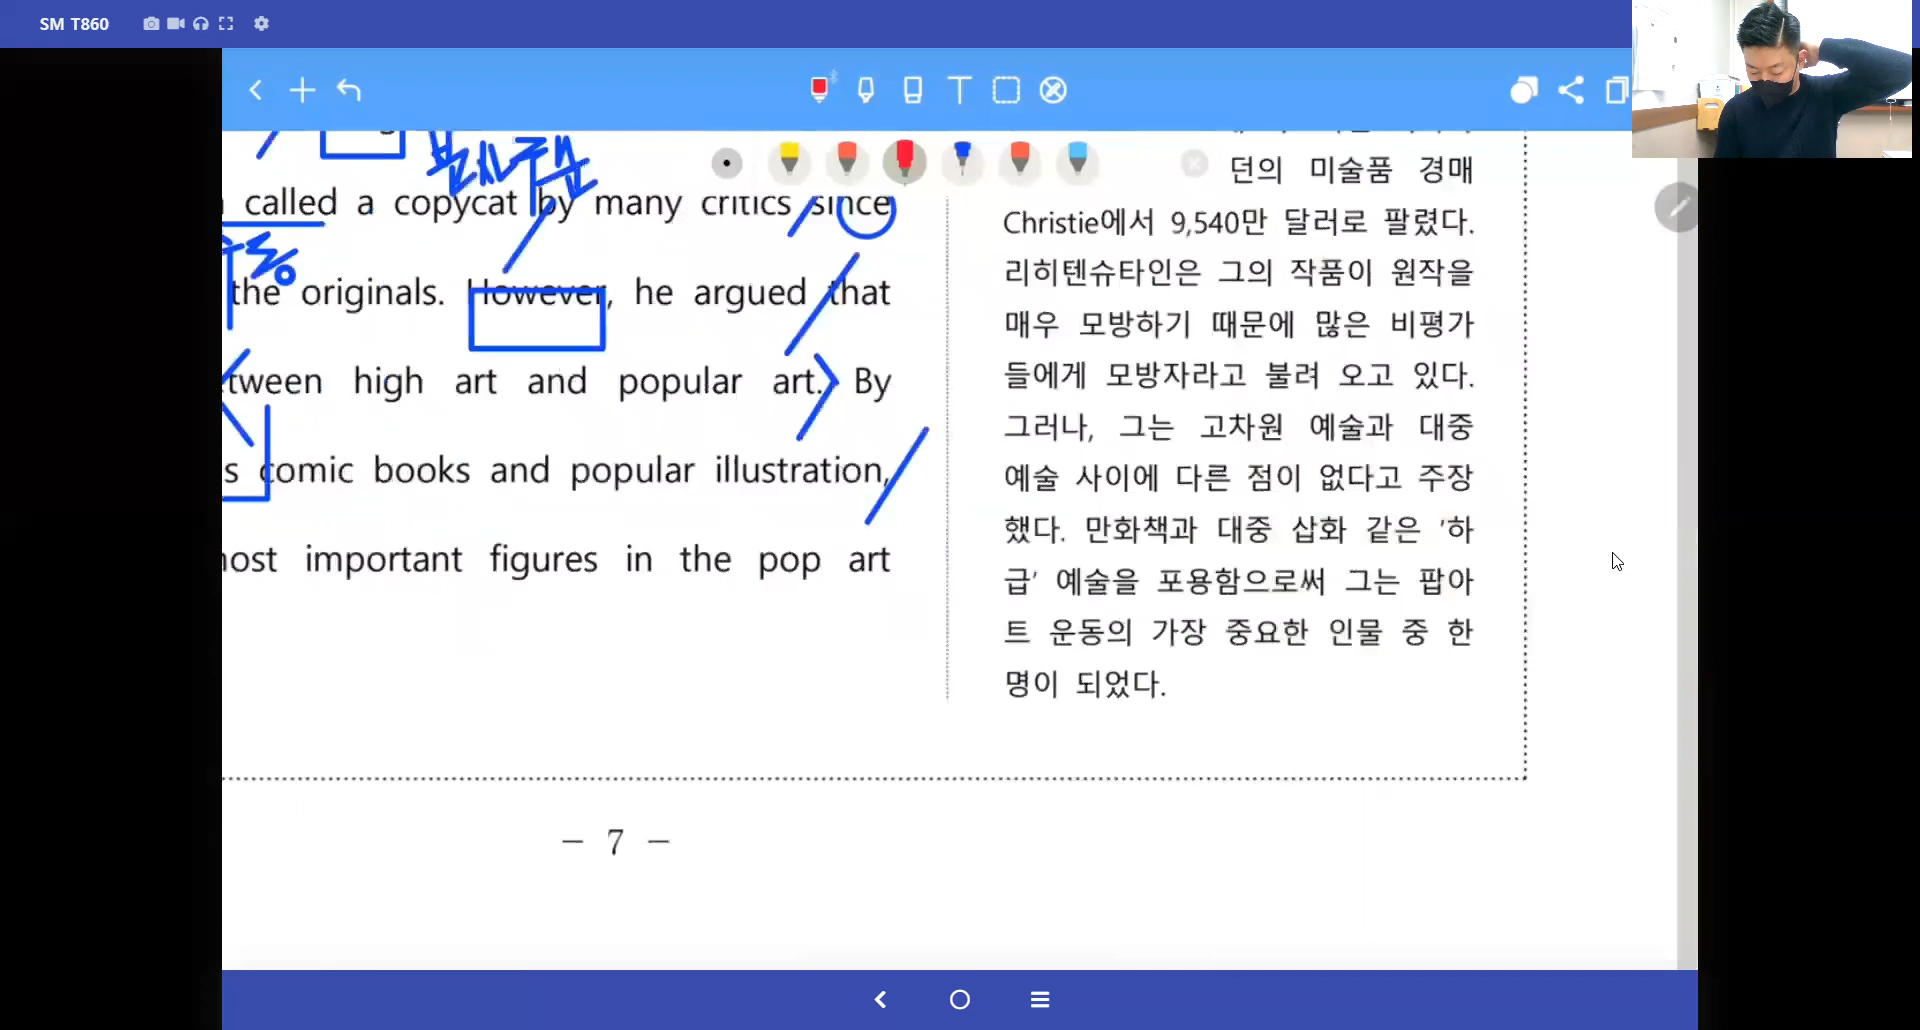 SM T860
던의 미술품 경매
called a copycat by many critics since
Christie에서 9,540만 달러로 팔렸다.
리히텐슈타인은 그의 작품이 원작을
the originals. However, he argued that
매우 모방하기 때문에 많은 비평가
들에게 모방자라고 불려 오고 있다.
tween high art and popular art. By
그러나, 그는 고차원 예술과 대중
예술 사이에 다른 점이 없다고 주장
s comic books and popular illustration,
했다. 만화책과 대중 삽화 같은 '하
급' 예술을 포용함으로써 그는 팝아
most important figures in the pop art
트 운동의 가장 중요한 인물 중 한
명이 되었다.
- 7 -